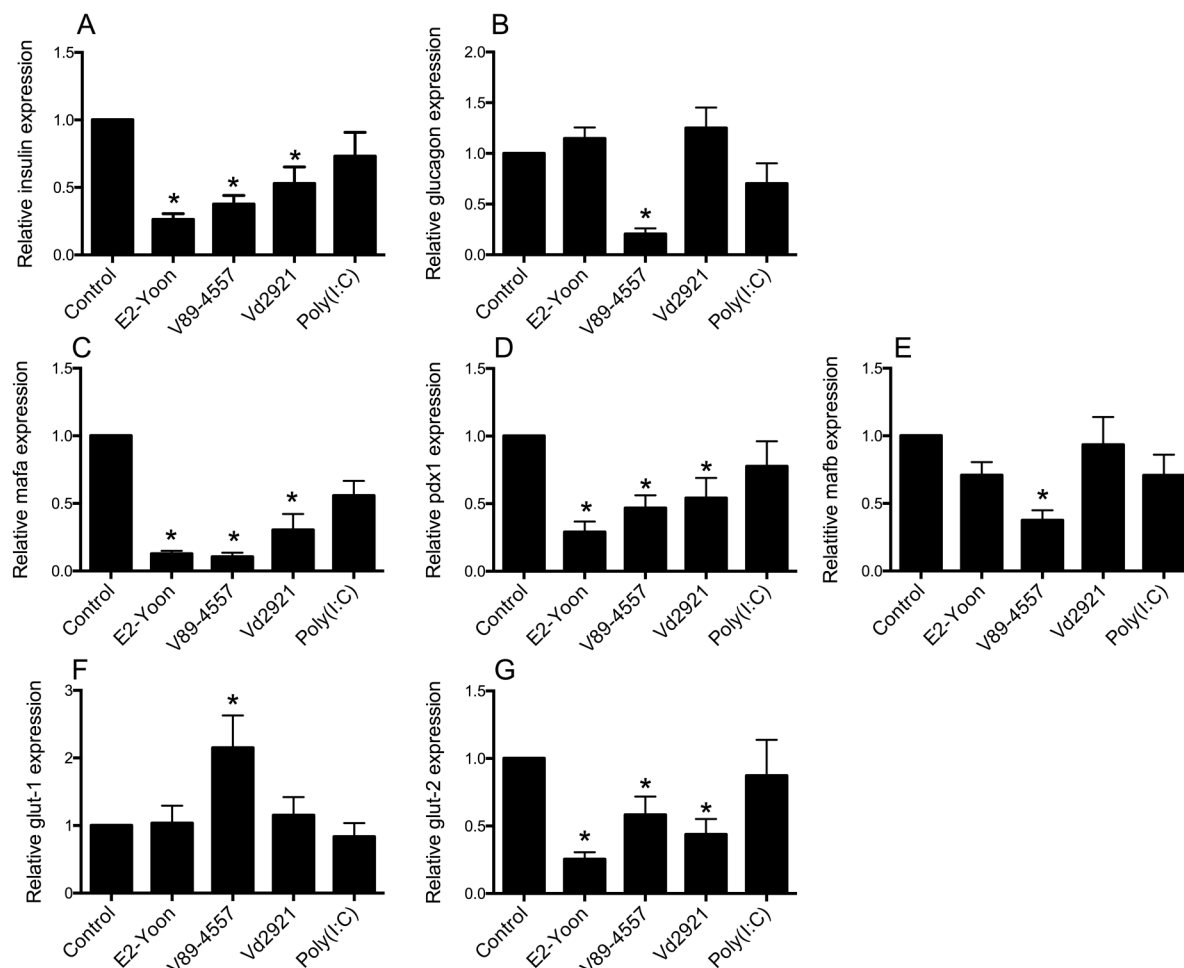 A
Relative insulin expression
1.5
1.0
0.5
0.0
Control
E2-Yoon
V89-4557
Vd2921
Poly(I:C)
B
Relative glucagon expression
2.0
1.5
1.0
0.5
0.0
*
Control
E2-Yoon
V89-4557
Vd2921
Poly(I:C)
C
Relative mafa expression
1.5
1.0
0.5
0.0
* * *
Control
E2-Yoon
V89-4557
Vd2921
Poly(I:C)
D
Relative pdx1 expression
1.5
1.0
0.5
0.0
* * *
Control
E2-Yoon
V89-4557
Vd2921
Poly(I:C)
E
Relatitive mafb expression
1.5
1.0
0.5
0.0
*
Control
E2-Yoon
V89-4557
Vd2921
Poly(I:C)
F
Relative glut-1 expression
3
2
1
0
*
Control
E2-Yoon
V89-4557
Vd2921
Poly(I:C)
G
Relative glut-2 expression
1.5
1.0
0.5
0.0
* * *
Control
E2-Yoon
V89-4557
Vd2921
Poly(I:C)